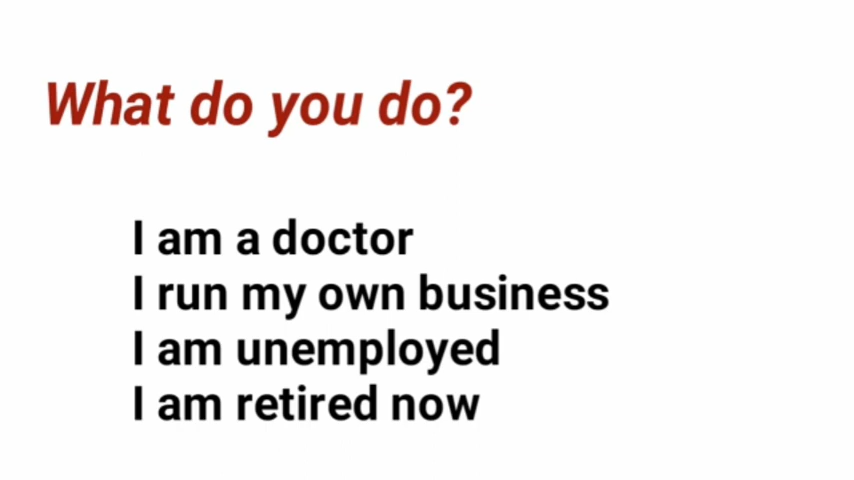 What do you do?
I am a doctor
I run my own business
I am unemployed
I am retired now